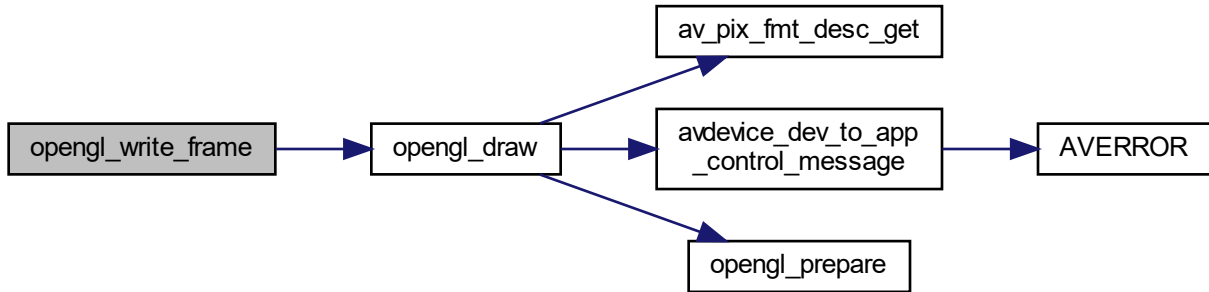 opengl_write_frame
opengl_draw
av_pix_fmt_desc_get
avdevice_dev_to_app
_control_message
opengl_prepare
AVERROR